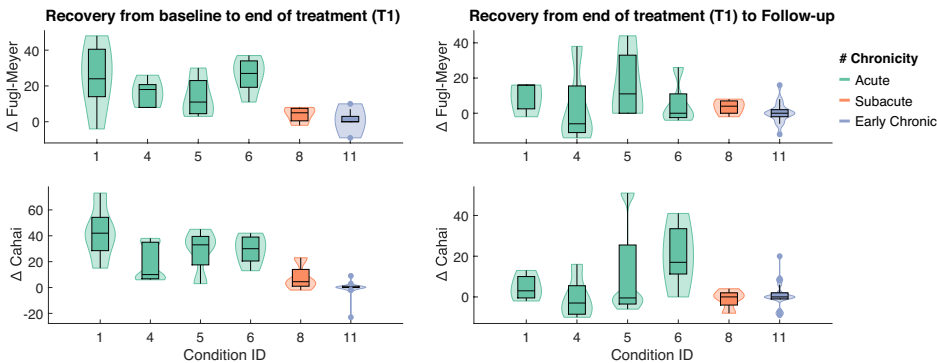 Recovery from baseline to end of treatment (T1)
Recovery from end of treatment (T1) to Follow-up
Δ Fugl-Meyer
40
20
0
1 4 5 6 8 11
Δ Fugl-Meyer
40
20
0
1 4 5 6 8 11
# Chronicity
Acute
Subacute
Early Chronic
Δ Cahai
60
40
20
0
-20
1 4 5 6 8 11
Condition ID
Δ Cahai
40
20
0
1 4 5 6 8 11
Condition ID